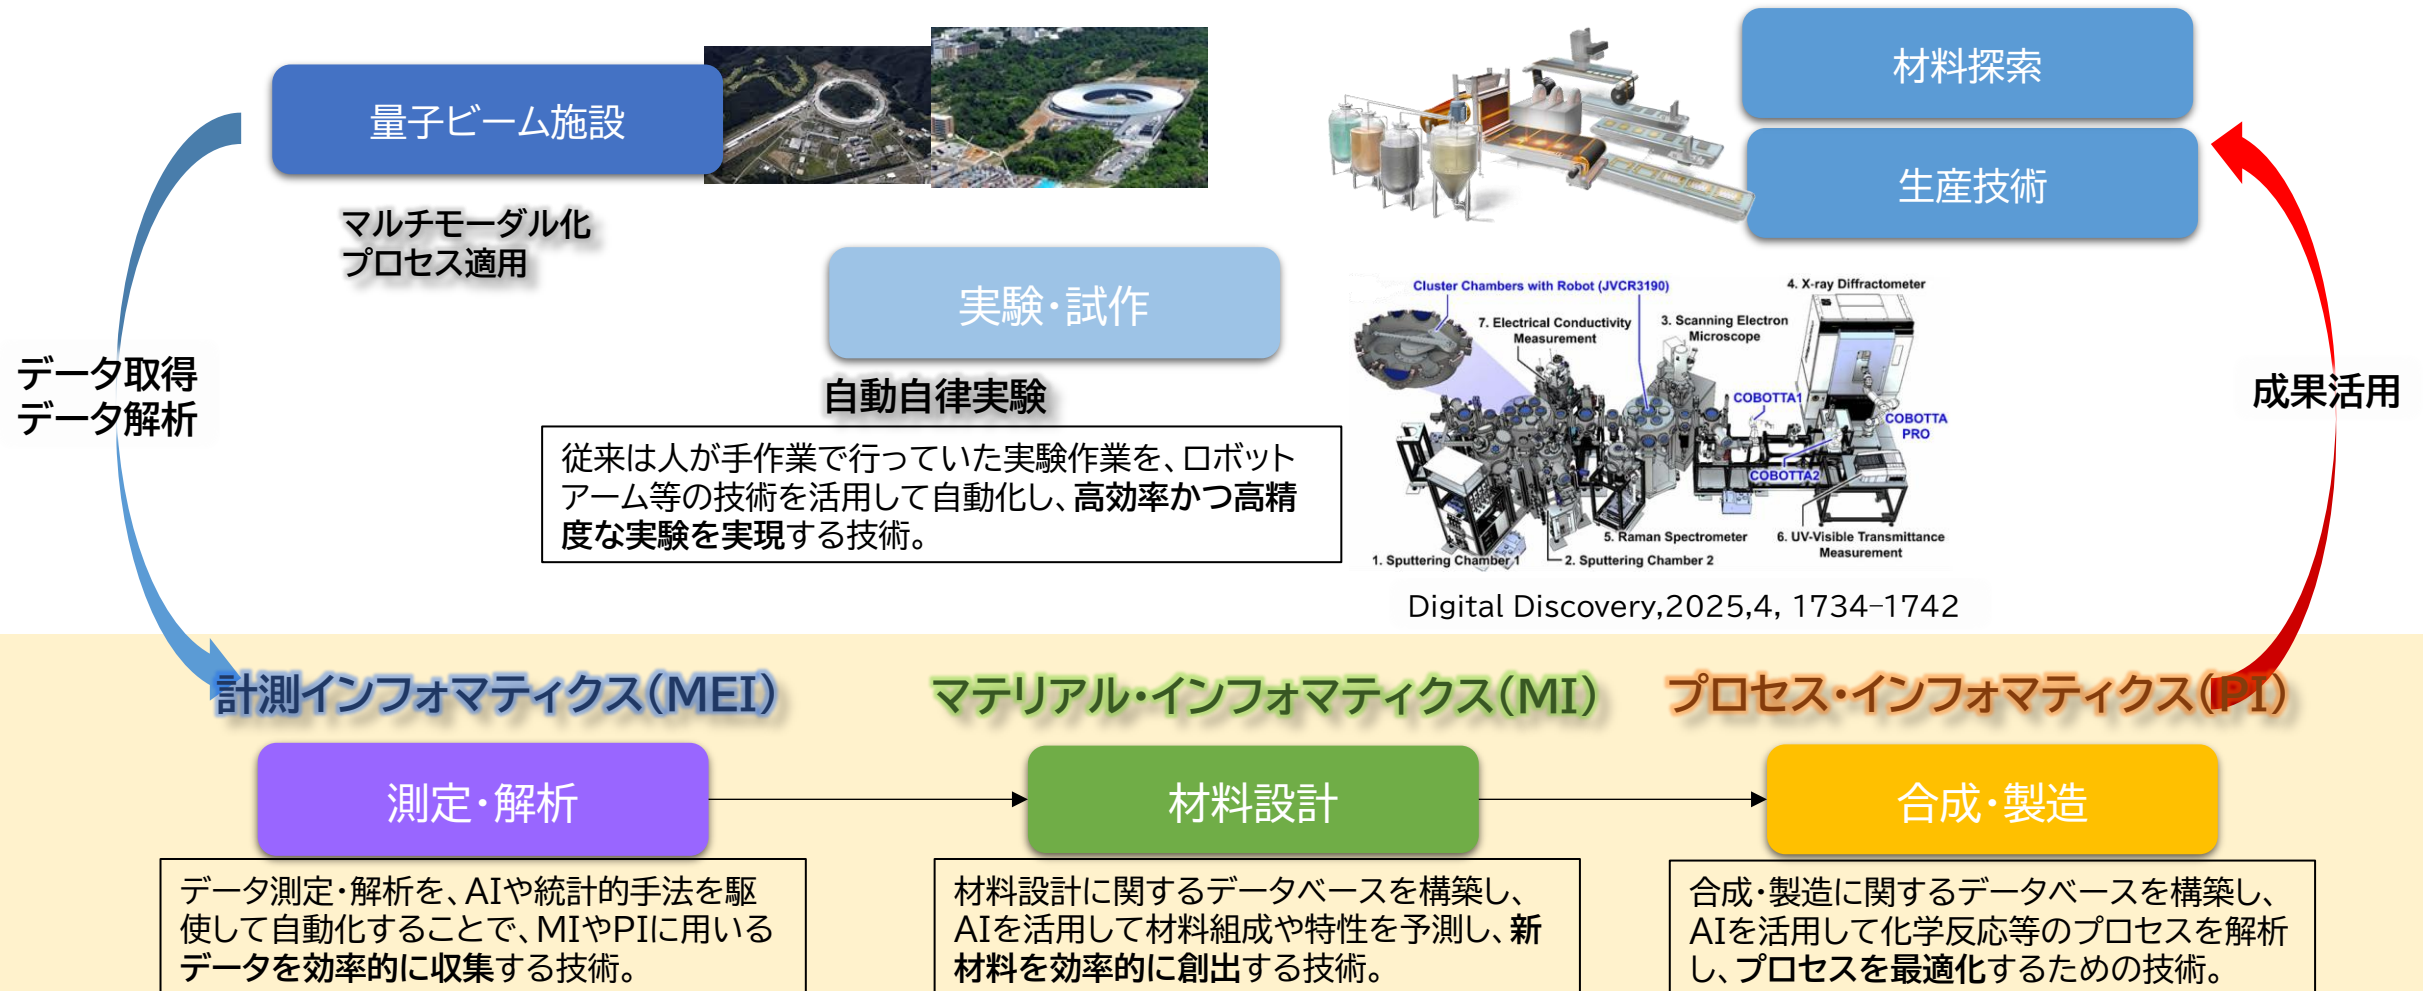 量子ビーム施設
マルチモーダル化
プロセス適用
材料探索
生産技術
実験・試作
自動自律実験
従来は人が手作業で行っていた実験作業を、ロボット
アーム等の技術を活用して自動化し、高効率かつ高精
度な実験を実現する技術。
データ取得
データ解析
成果活用
Cluster Chambers with Robot (JVCR3190)
4. X-ray Diffractometer
7. Electrical Conductivity
Measurement
3. Scanning Electron
Microscope
COBOTTA1
COBOTTA
PRO
COBOTTA2
5. Raman Spectrometer
6. UV-Visible Transmittance
Measurement
1. Sputtering Chamber 1
2. Sputtering Chamber 2
Digital Discovery,2025,4, 1734–1742
計測インフォマティクス(MEI)
マテリアル・インフォマティクス(MI)
プロセス・インフォマティクス(PI)
測定・解析
材料設計
合成・製造
データ測定・解析を、AIや統計的手法を駆
使して自動化することで、MIやPIに用いる
データを効率的に収集する技術。
材料設計に関するデータベースを構築し、
AIを活用して材料組成や特性を予測し、新
材料を効率的に創出する技術。
合成・製造に関するデータベースを構築し、
AIを活用して化学反応等のプロセスを解析
し、プロセスを最適化するための技術。